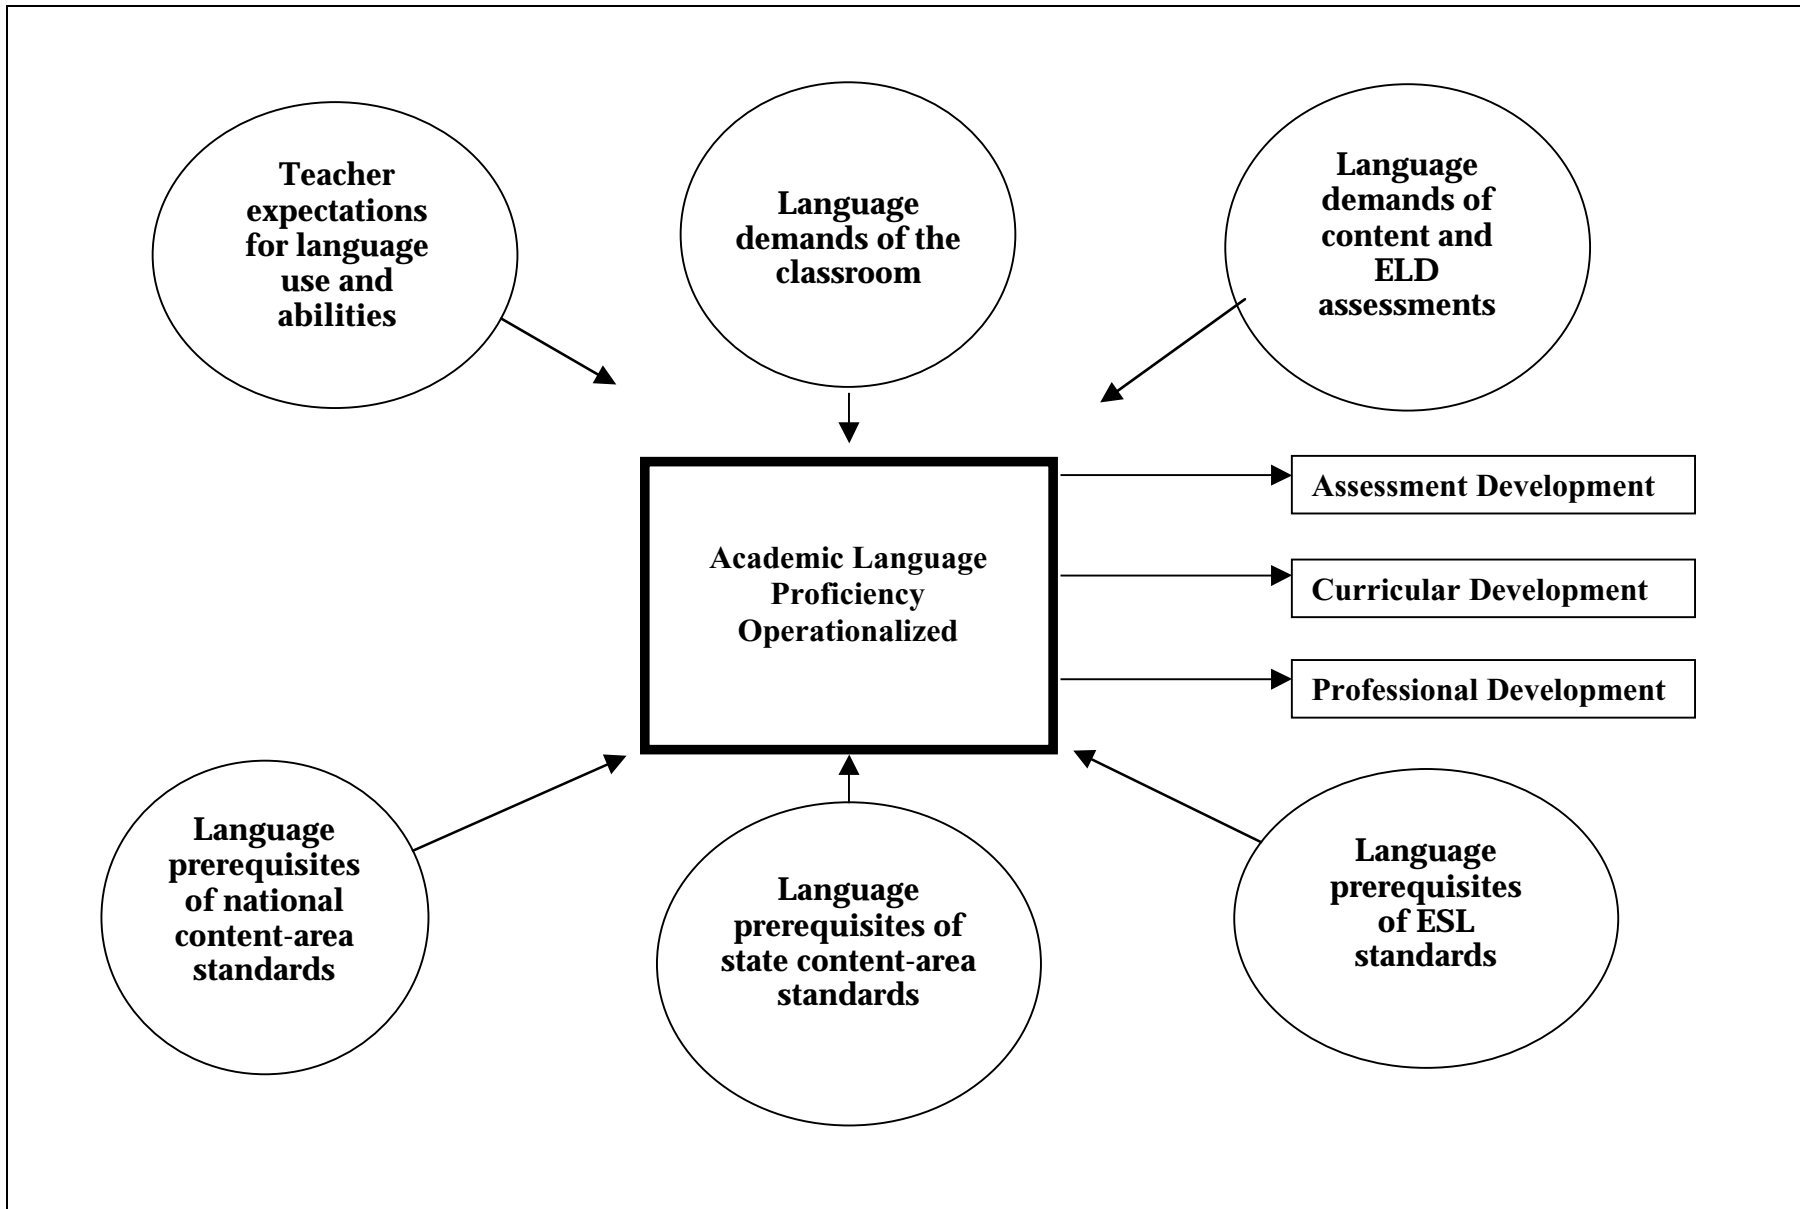 Teacher
expectations
for language
use and
abilities
Language
demands of the
classroom
Language
demands of
content and
ELD
assessments
Academic Language
Proficiency
Operationalized
Assessment Development
Curricular Development
Professional Development
Language
prerequisites
of national
content-area
standards
Language
prerequisites of
state content-area
standards
Language
prerequisites
of ESL
standards